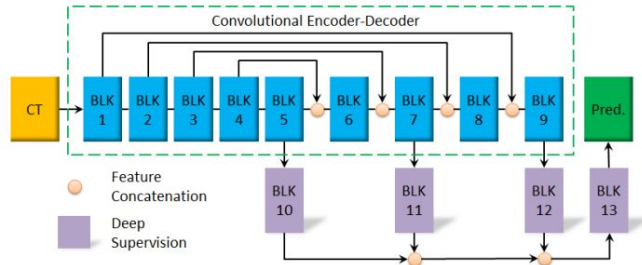 Convolutional Encoder-Decoder
CT
BLK
1
BLK
2
BLK
3
BLK
4
BLK
5
BLK
6
BLK
7
BLK
8
BLK
9
Pred.
Feature
Concatenation
Deep
Supervision
BLK
10
BLK
11
BLK
12
BLK
13